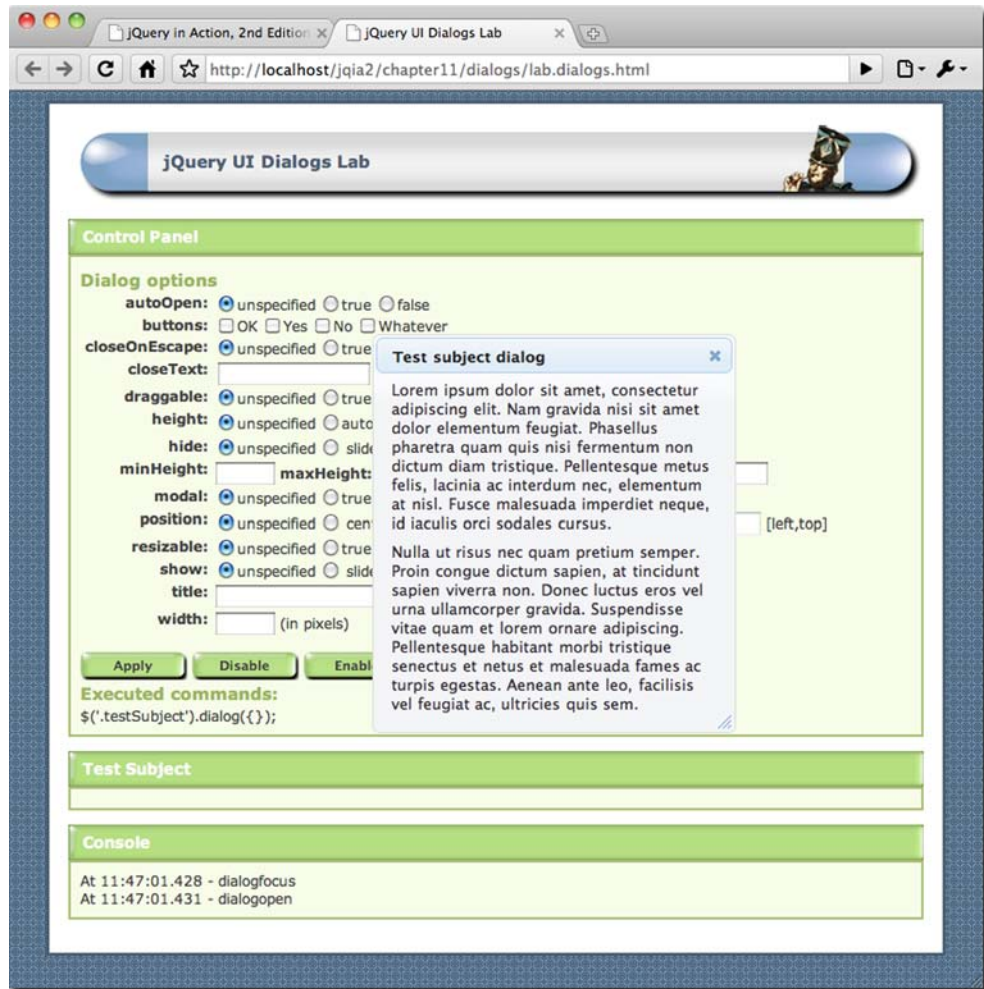 jQuery in Action, 2nd Edition
jQuery UI Dialogs Lab
http://localhost/jqia2/chapter11/dialogs/lab.dialogs.html
jQuery UI Dialogs Lab
Control Panel
Dialog options
autoOpen: unspecified true false
buttons: OK Yes No Whatever
closeOnEscape: unspecified true
closeText:
draggable: unspecified true
height: unspecified auto
hide: unspecified slide
minHeight: maxHeight:
modal: unspecified true
position: unspecified cen [left,top]
resizable: unspecified true
show: unspecified slide
title:
width: (in pixels)
Apply Disable Enabl
Executed commands:
$('.testSubject').dialog({});
Test subject dialog
Lorem ipsum dolor sit amet, consectetur
adipiscing elit. Nam gravida nisi sit amet
dolor elementum feugiat. Phasellus
pharetra quam quis nisi fermentum non
dictum diam tristique. Pellentesque metus
felis, lacinia ac interdum nec, elementum
at nisl. Fusce malesuada imperdiet neque,
id iaculis orci sodales cursus.
Nulla ut risus nec quam pretium semper.
Proin congue dictum sapien, at tincidunt
sapien viverra non. Donec luctus eros vel
urna ullamcorper gravida. Suspendisse
vitae quam et lorem ornare adipiscing.
Pellentesque habitant morbi tristique
senectus et netus et malesuada fames ac
turpis egestas. Aenean ante leo, facilisis
vel feugiat ac, ultricies quis sem.
Test Subject
Console
At 11:47:01.428 - dialogfocus
At 11:47:01.431 - dialogopen